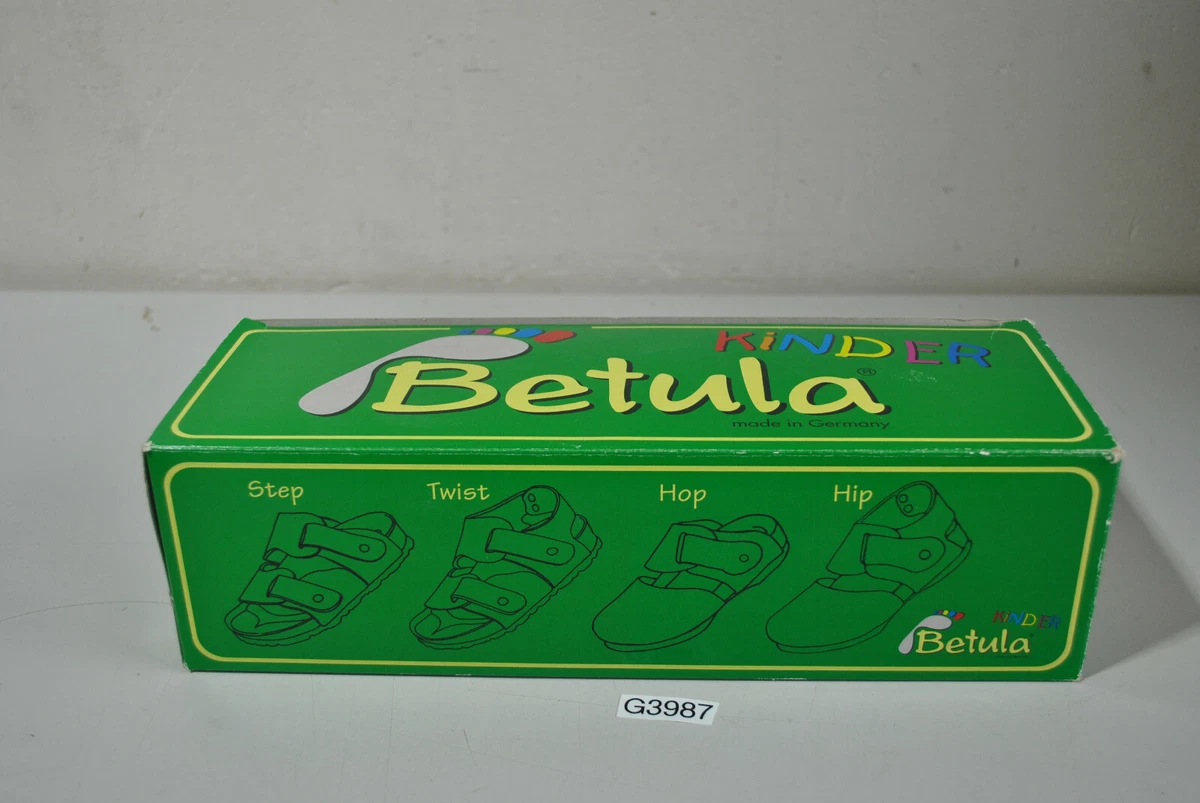 KiNDER
Betula®
made in Germany
Step Twist Hop Hip
KiNDER
Betula
G3987